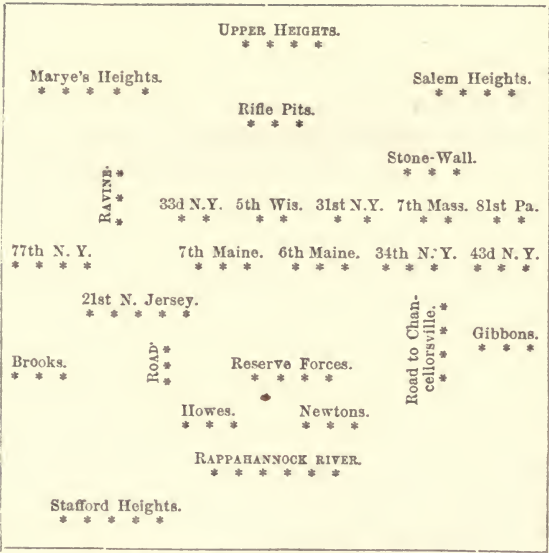 UPPER HEIGHTS.
* * * *
Marye's Heights. Salem Heights.
* * * * * * * * *
Rifle Pits.
* * *
Stone-Wall.
* * *
RAVINE.
* * *
33d N.Y. 5th Wis. 31st N.Y. 7th Mass. 81st Pa.
* * * * * * * * * *
77th N. Y. 7th Maine. 6th Maine. 34th N. Y. 43d N. Y.
* * * * * * * * * * * * * * * *
21st N. Jersey.
* * * * *
Road to Chan-
cellorsville.
* * * * *
Gibbons.
* * *
Brooks.
* * *
ROAD.
* * *
Reserve Forces.
* * * *
Howes. Newtons.
* * * * * *
RAPPAHANNOCK RIVER.
* * * * * *
Stafford Heights.
* * * * *